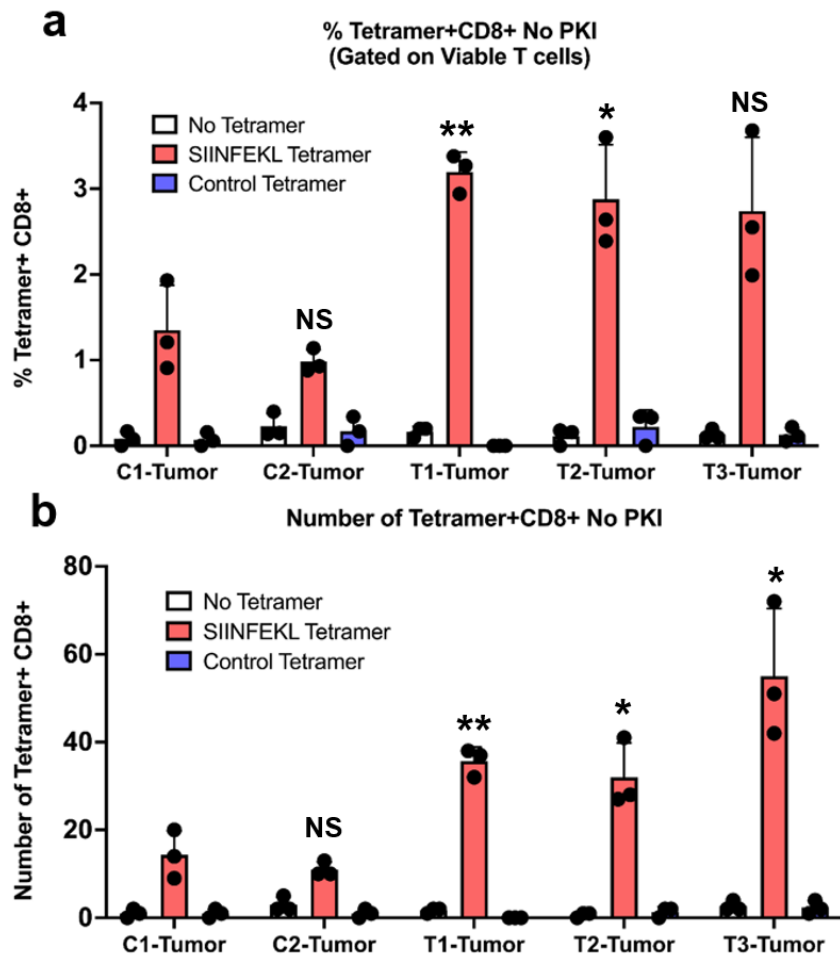 a
% Tetramer+CD8+ No PKI
(Gated on Viable T cells)
% Tetramer+ CD8+
4
3
2
1
0
No Tetramer
SIINFEKL Tetramer
Control Tetramer
NS
**
*
NS
C1-Tumor C2-Tumor T1-Tumor T2-Tumor T3-Tumor
b
Number of Tetramer+CD8+ No PKI
Number of Tetramer+ CD8+
80
60
40
20
0
No Tetramer
SIINFEKL Tetramer
Control Tetramer
NS
**
*
*
C1-Tumor C2-Tumor T1-Tumor T2-Tumor T3-Tumor